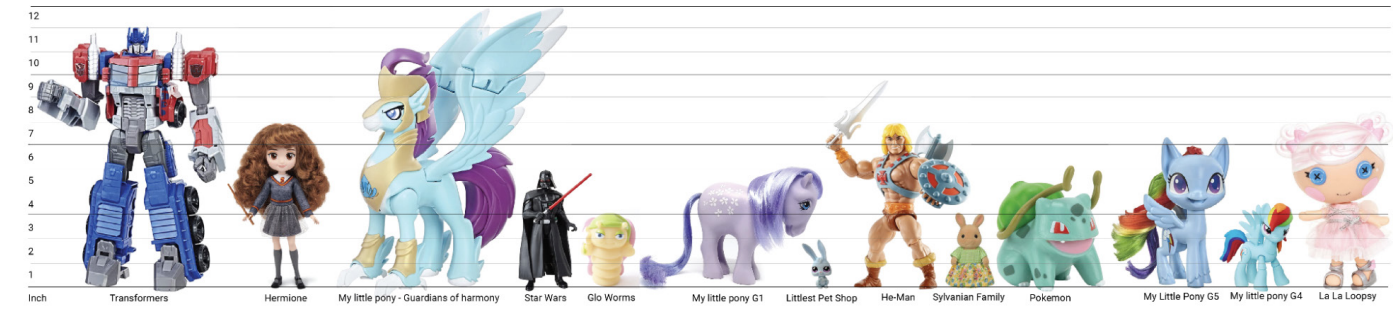 12
11
10
9
8
7
6
5
4
3
2
1
Inch
Transformers
Hermione
My little pony - Guardians of harmony
Star Wars
Glo Worms
My little pony G1
Littlest Pet Shop
He-Man
Sylvanian Family
Pokemon
My Little Pony G5
My little pony G4
La La Loopsy